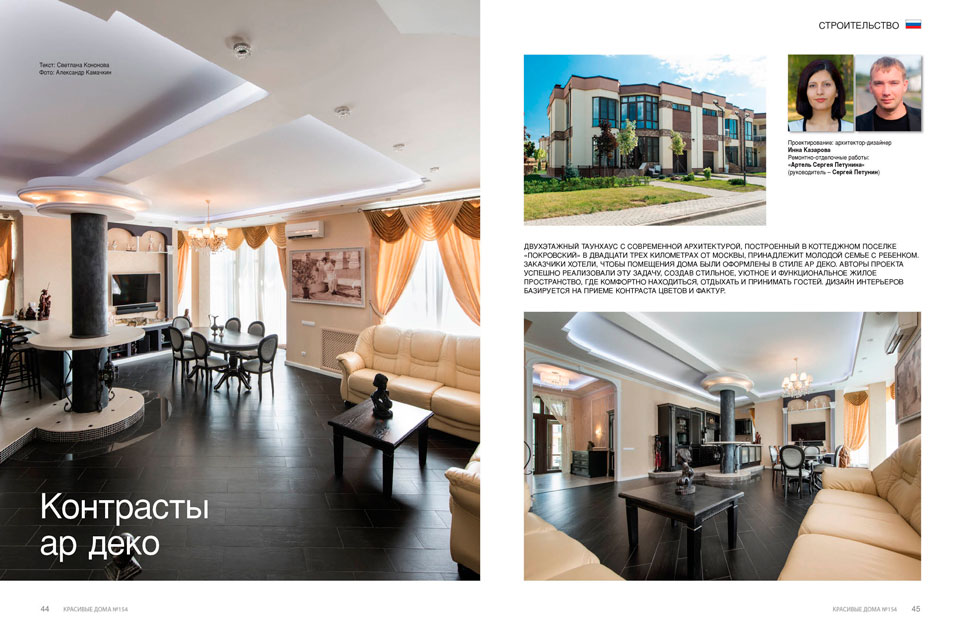 Текст: Светлана Кононова
Фото: Александр Камачкин
Контрасты
ар деко
44 КРАСИВЫЕ ДОМА №154
СТРОИТЕЛЬСТВО
Проектирование: архитектор-дизайнер
Инна Казарова
Ремонтно-отделочные работы:
«Артель Сергея Петунина»
(руководитель – Сергей Петунин)
ДВУХЭТАЖНЫЙ ТАУНХАУС С СОВРЕМЕННОЙ АРХИТЕКТУРОЙ, ПОСТРОЕННЫЙ В КОТТЕДЖНОМ ПОСЕЛКЕ
«ПОКРОВСКИЙ» В ДВАДЦАТИ ТРЕХ КИЛОМЕТРАХ ОТ МОСКВЫ, ПРИНАДЛЕЖИТ МОЛОДОЙ СЕМЬЕ С РЕБЕНКОМ.
ЗАКАЗЧИКИ ХОТЕЛИ, ЧТОБЫ ПОМЕЩЕНИЯ ДОМА БЫЛИ ОФОРМЛЕНЫ В СТИЛЕ АР ДЕКО. АВТОРЫ ПРОЕКТА
УСПЕШНО РЕАЛИЗОВАЛИ ЭТУ ЗАДАЧУ, СОЗДАВ СТИЛЬНОЕ, УЮТНОЕ И ФУНКЦИОНАЛЬНОЕ ЖИЛОЕ
ПРОСТРАНСТВО, ГДЕ КОМФОРТНО НАХОДИТЬСЯ, ОТДЫХАТЬ И ПРИНИМАТЬ ГОСТЕЙ. ДИЗАЙН ИНТЕРЬЕРОВ
БАЗИРУЕТСЯ НА ПРИЕМЕ КОНТРАСТА ЦВЕТОВ И ФАКТУР.
КРАСИВЫЕ ДОМА №154 45